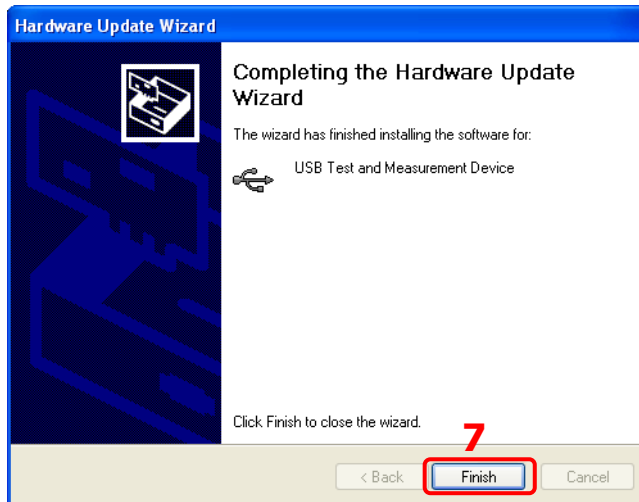 Hardware Update Wizard
Completing the Hardware Update
Wizard
The wizard has finished installing the software for:
USB Test and Measurement Device
Click Finish to close the wizard.
7
< Back Finish Cancel